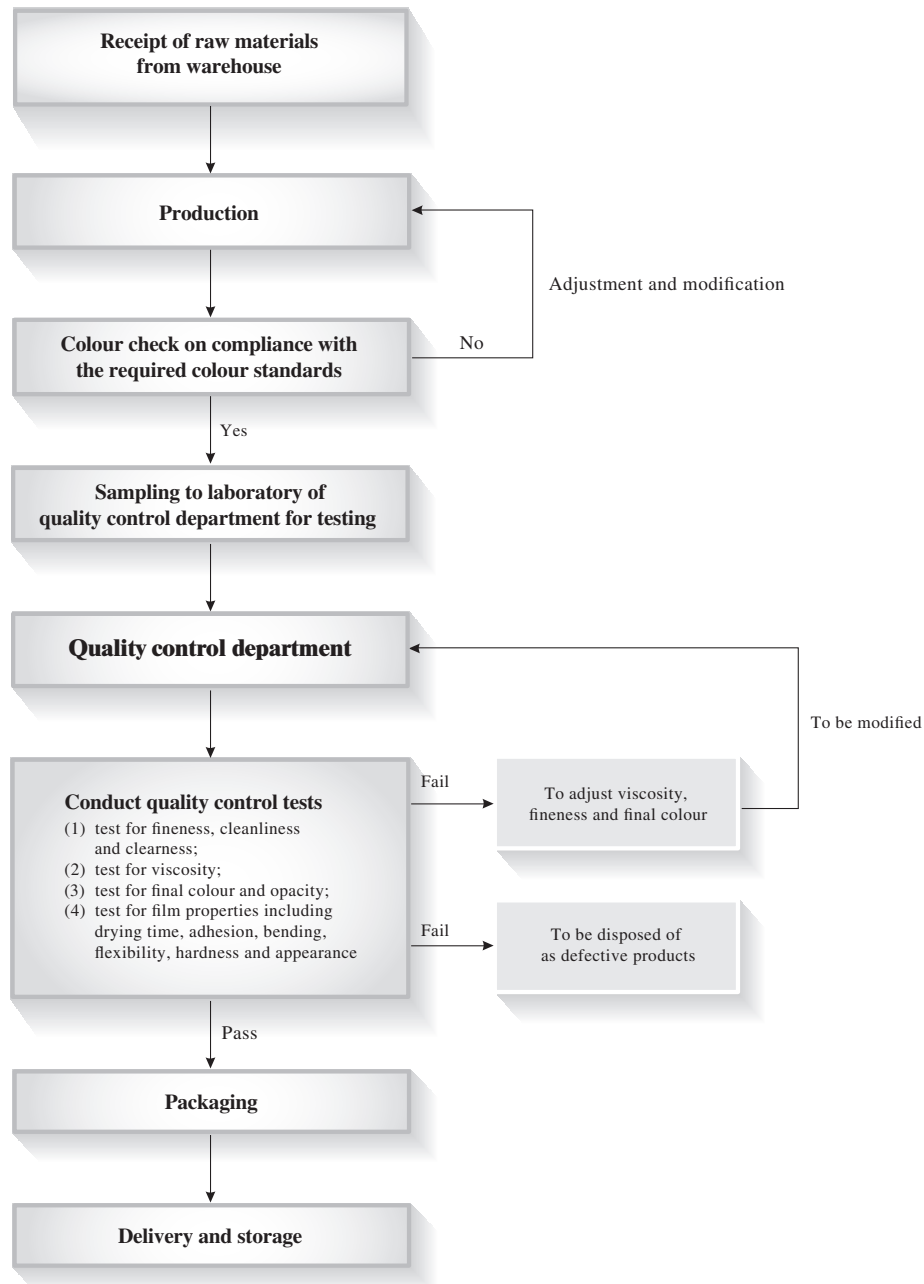 Receipt of raw materials
from warehouse
Production
Adjustment and modification
Colour check on compliance with
the required colour standards
No
Yes
Sampling to laboratory of
quality control department for testing
Quality control department
To be modified
Conduct quality control tests
(1) test for fineness, cleanliness
and clearness;
(2) test for viscosity;
(3) test for final colour and opacity;
(4) test for film properties including
drying time, adhesion, bending,
flexibility, hardness and appearance
Fail
To adjust viscosity,
fineness and final colour
Fail
To be disposed of
as defective products
Pass
Packaging
Delivery and storage